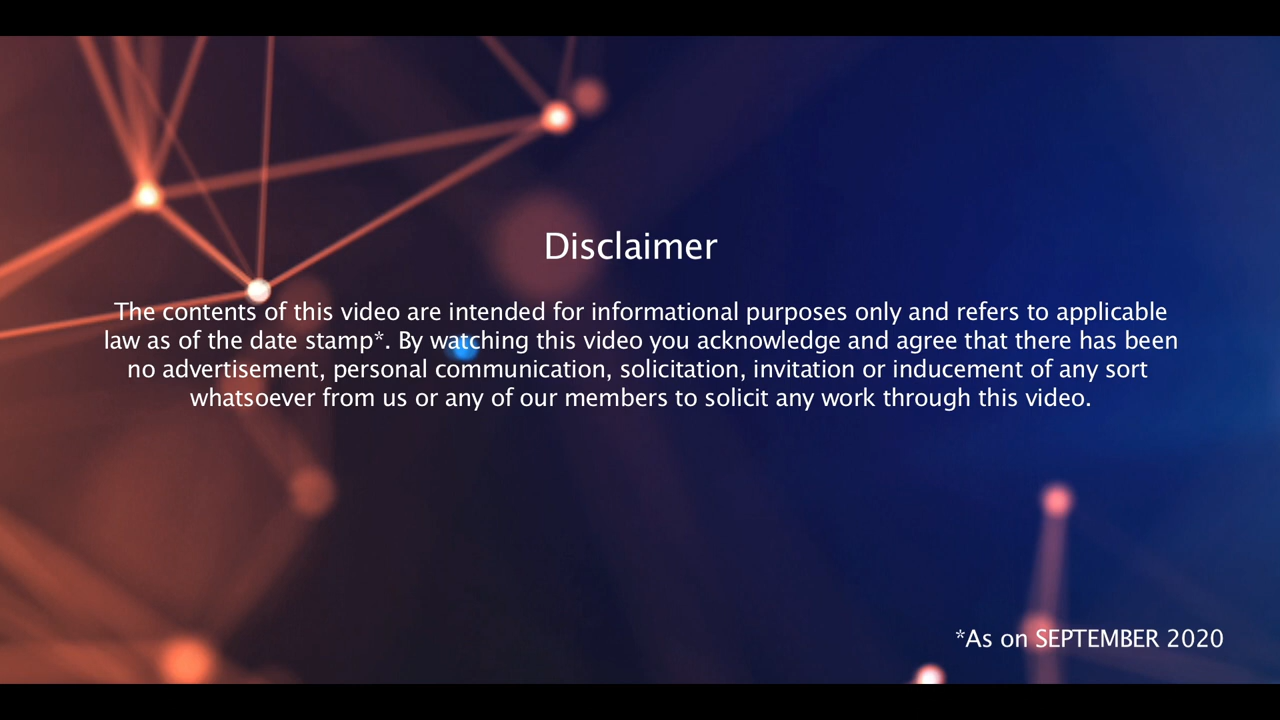 Disclaimer
The contents of this video are intended for informational purposes only and refers to applicable
law as of the date stamp*. By watching this video you acknowledge and agree that there has been
no advertisement, personal communication, solicitation, invitation or inducement of any sort
whatsoever from us or any of our members to solicit any work through this video.
*As on SEPTEMBER 2020